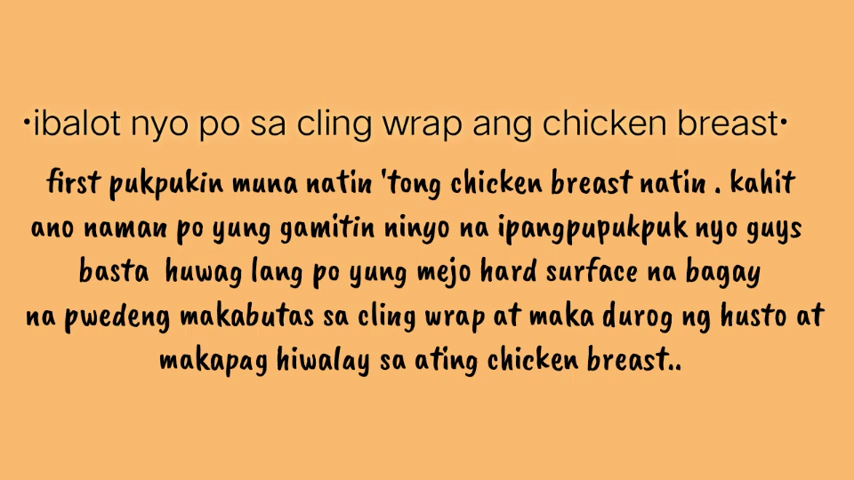 •ibalot nyo po sa cling wrap ang chicken breast•
first pukpukin muna natin 'tong chicken breast natin . kahit
ano naman po yung gamitin ninyo na ipangpupukpuk nyo guys
basta huwag lang po yung mejo hard surface na bagay
na pwedeng makabutas sa cling wrap at maka durog ng husto at
makapag hiwalay sa ating chicken breast..